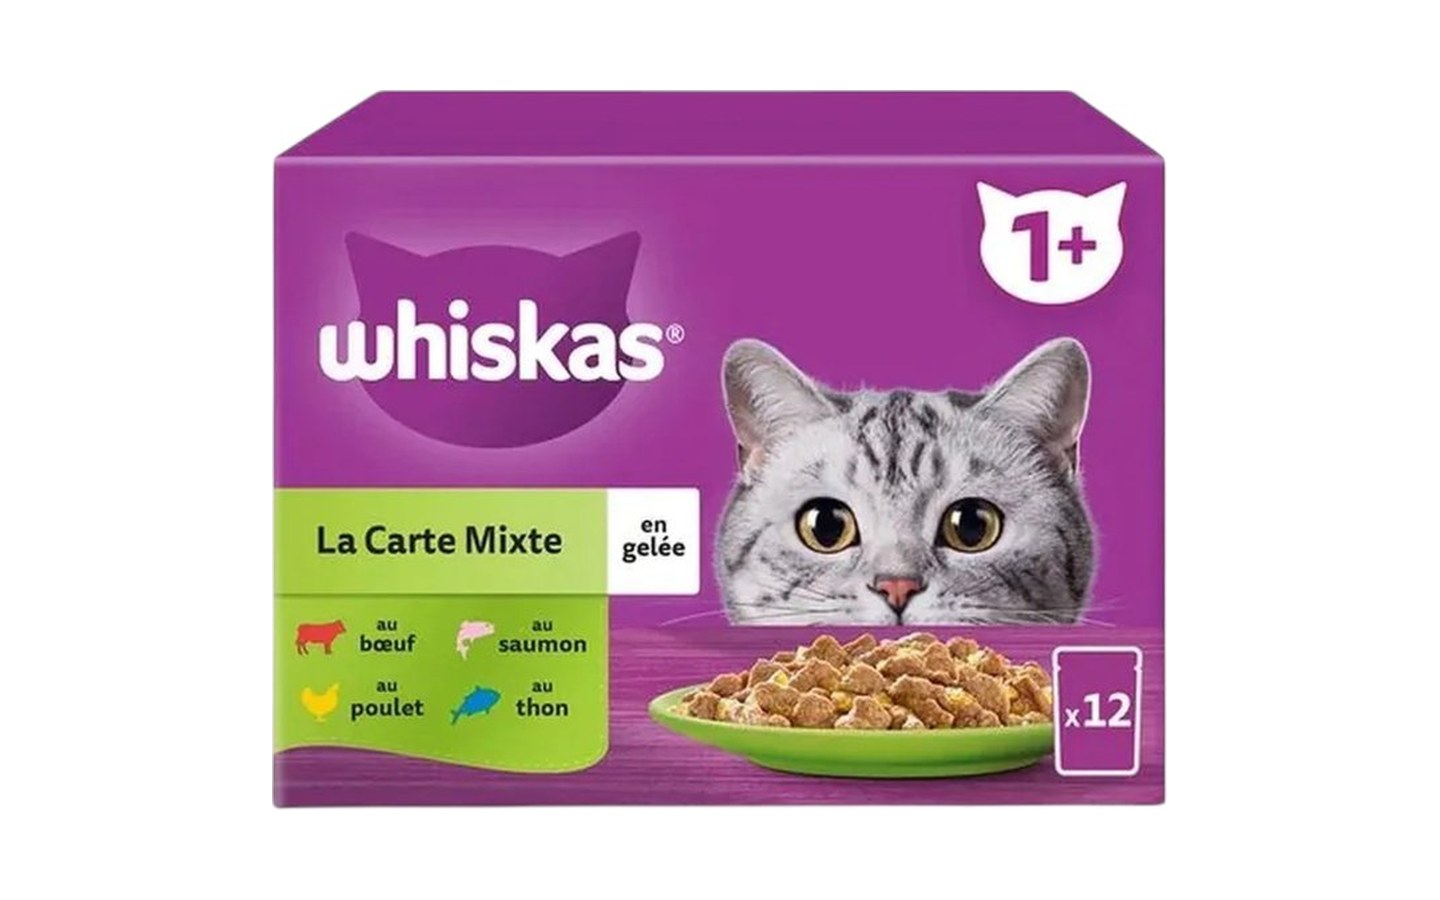 1+
whiskas®
La Carte Mixte
en
gelée
au
bœuf
au
saumon
au
poulet
au
thon
x12